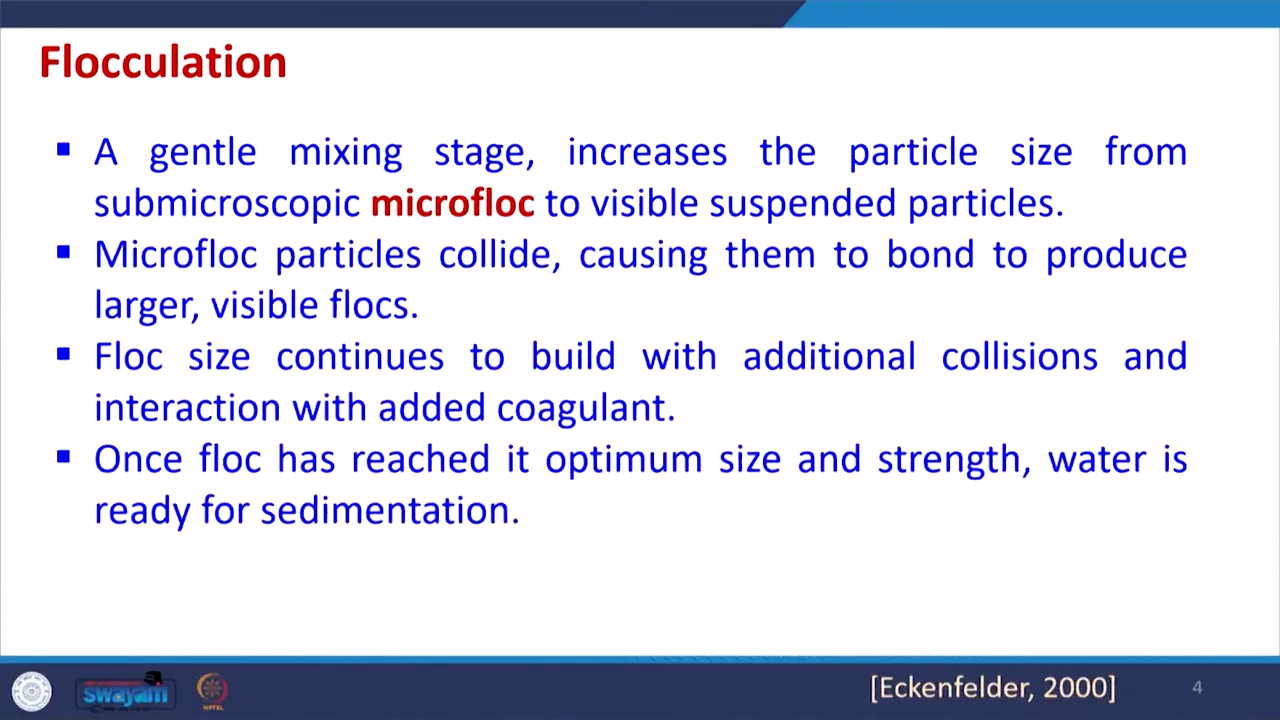 Flocculation
▪ A gentle mixing stage, increases the particle size from
submicroscopic microfloc to visible suspended particles.
▪ Microfloc particles collide, causing them to bond to produce
larger, visible flocs.
▪ Floc size continues to build with additional collisions and
interaction with added coagulant.
▪ Once floc has reached it optimum size and strength, water is
ready for sedimentation.
swayam
NPTEL
[Eckenfelder, 2000]
4